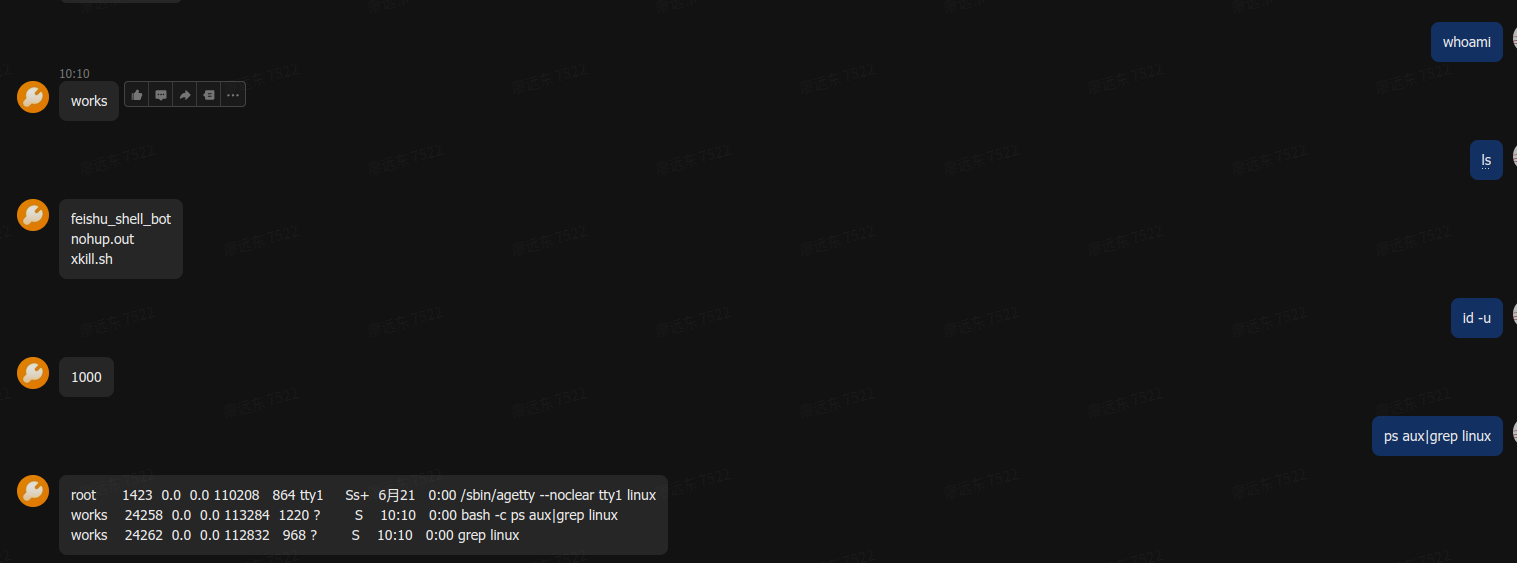 whoami
10:10
works
ls
feishu_shell_bot
nohup.out
xkill.sh
id -u
1000
ps aux|grep linux
root 1423 0.0 0.0 110208 864 tty1 Ss+ 6月21 0:00 /sbin/agetty --noclear tty1 linux
works 24258 0.0 0.0 113284 1220 ? S 10:10 0:00 bash -c ps aux|grep linux
works 24262 0.0 0.0 112832 968 ? S 10:10 0:00 grep linux